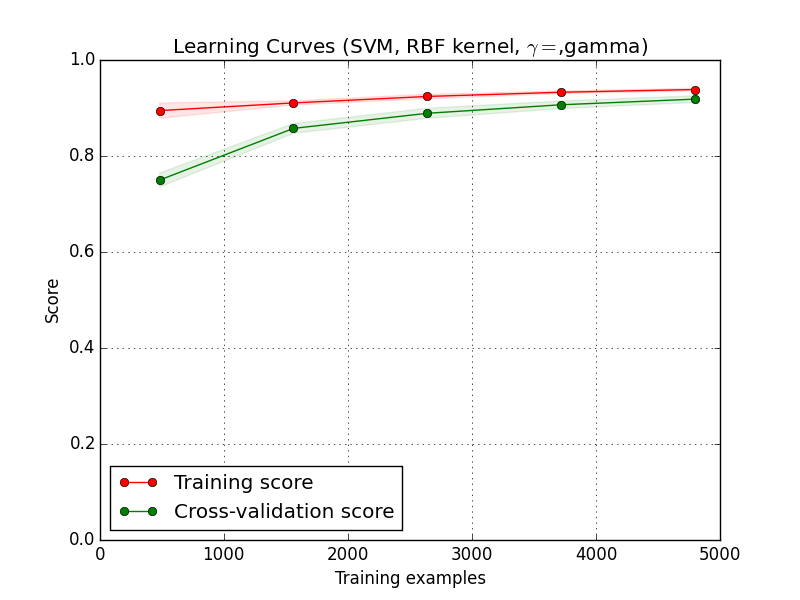 Learning Curves (SVM, RBF kernel, γ=,gamma)
1.0
0.8
0.6
0.4
0.2
0.0
Score
Training score
Cross-validation score
0 1000 2000 3000 4000 5000
Training examples